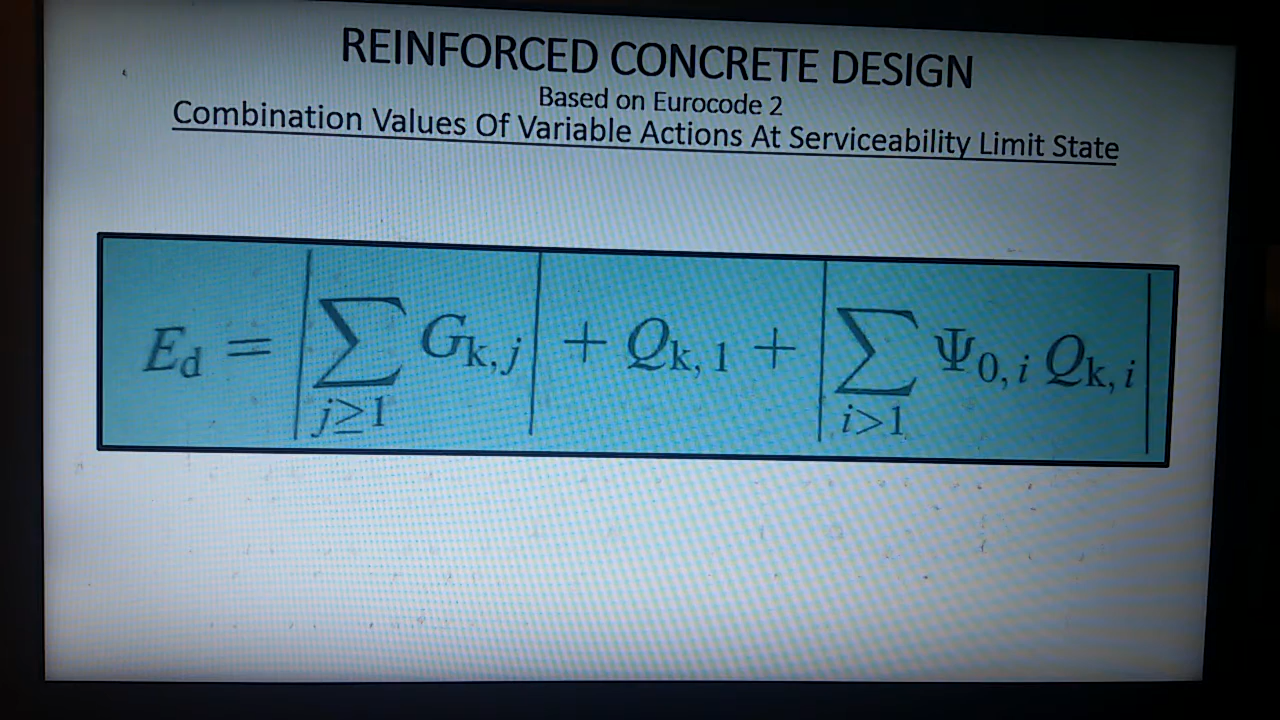 REINFORCED CONCRETE DESIGN
Based on Eurocode 2
Combination Values Of Variable Actions At Serviceability Limit State
E_d = |∑_{j≥1} G_{k,j}| + Q_{k,1} + |∑_{i>1} Ψ_{0,i} Q_{k,i}|